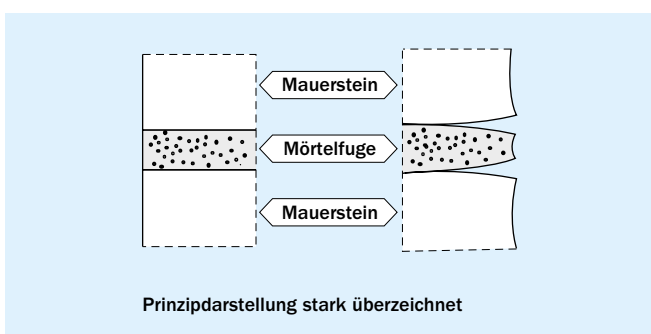 Mauerstein
Mörtelfuge
Mauerstein
Prinzipdarstellung stark überzeichnet